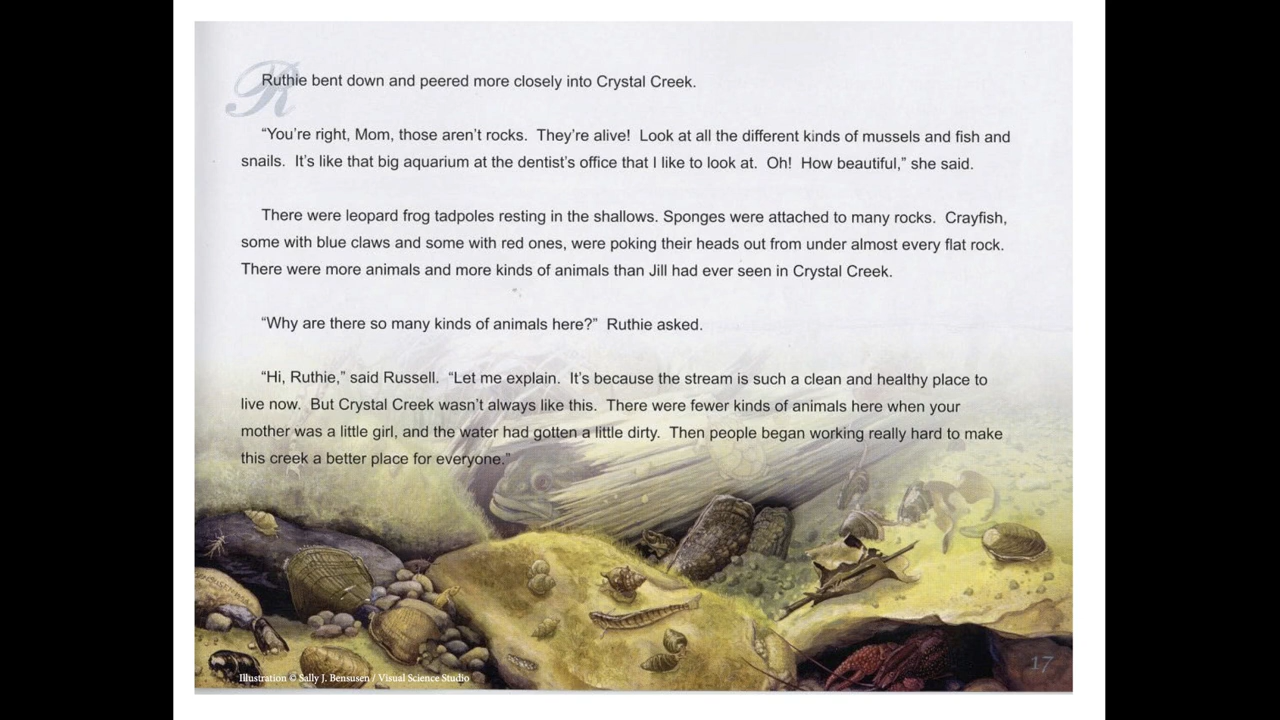 Ruthie bent down and peered more closely into Crystal Creek.
“You’re right, Mom, those aren’t rocks.  They’re alive!  Look at all the different kinds of mussels and fish and
snails.  It’s like that big aquarium at the dentist’s office that I like to look at.  Oh!  How beautiful,” she said.
There were leopard frog tadpoles resting in the shallows. Sponges were attached to many rocks.  Crayfish,
some with blue claws and some with red ones, were poking their heads out from under almost every flat rock.
There were more animals and more kinds of animals than Jill had ever seen in Crystal Creek.
“Why are there so many kinds of animals here?”  Ruthie asked.
“Hi, Ruthie,” said Russell.  “Let me explain.  It’s because the stream is such a clean and healthy place to
live now.  But Crystal Creek wasn’t always like this.  There were fewer kinds of animals here when your
mother was a little girl, and the water had gotten a little dirty.  Then people began working really hard to make
this creek a better place for everyone.”
17
Illustration © Sally J. Bensusen / Visual Science Studio